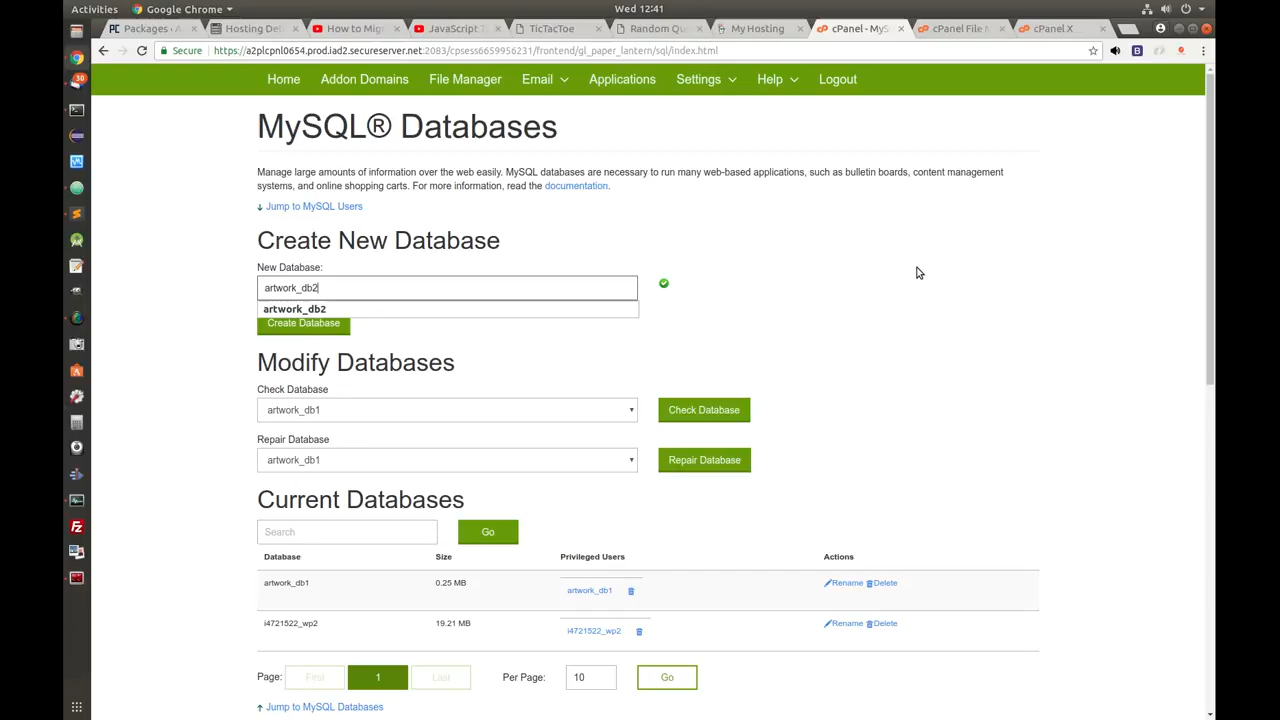 Activities
Google Chrome
Wed 12:41
Packages - A
Hosting Del
How to Mig
JavaScript
TicTacToe
Random Qu
My Hosting
cPanel - MyS
cPanel File M
cPanel X
Secure
https://a2plcpnl0654.prod.iad2.secureserver.net:2083/cpsess6659956231/frontend/gl_paper_lantern/sql/index.html
Home Addon Domains File Manager Email Applications Settings Help Logout
MySQL® Databases
Manage large amounts of information over the web easily. MySQL databases are necessary to run many web-based applications, such as bulletin boards, content management
systems, and online shopping carts. For more information, read the documentation.
Jump to MySQL Users
Create New Database
New Database:
artwork_db2
artwork_db2
Create Database
Modify Databases
Check Database
artwork_db1
Check Database
Repair Database
artwork_db1
Repair Database
Current Databases
Search
Go
Database Size Privileged Users Actions
artwork_db1 0.25 MB artwork_db1 Rename Delete
i4721522_wp2 19.21 MB i4721522_wp2 Rename Delete
Page: First 1 Last Per Page: 10 Go
Jump to MySQL Databases